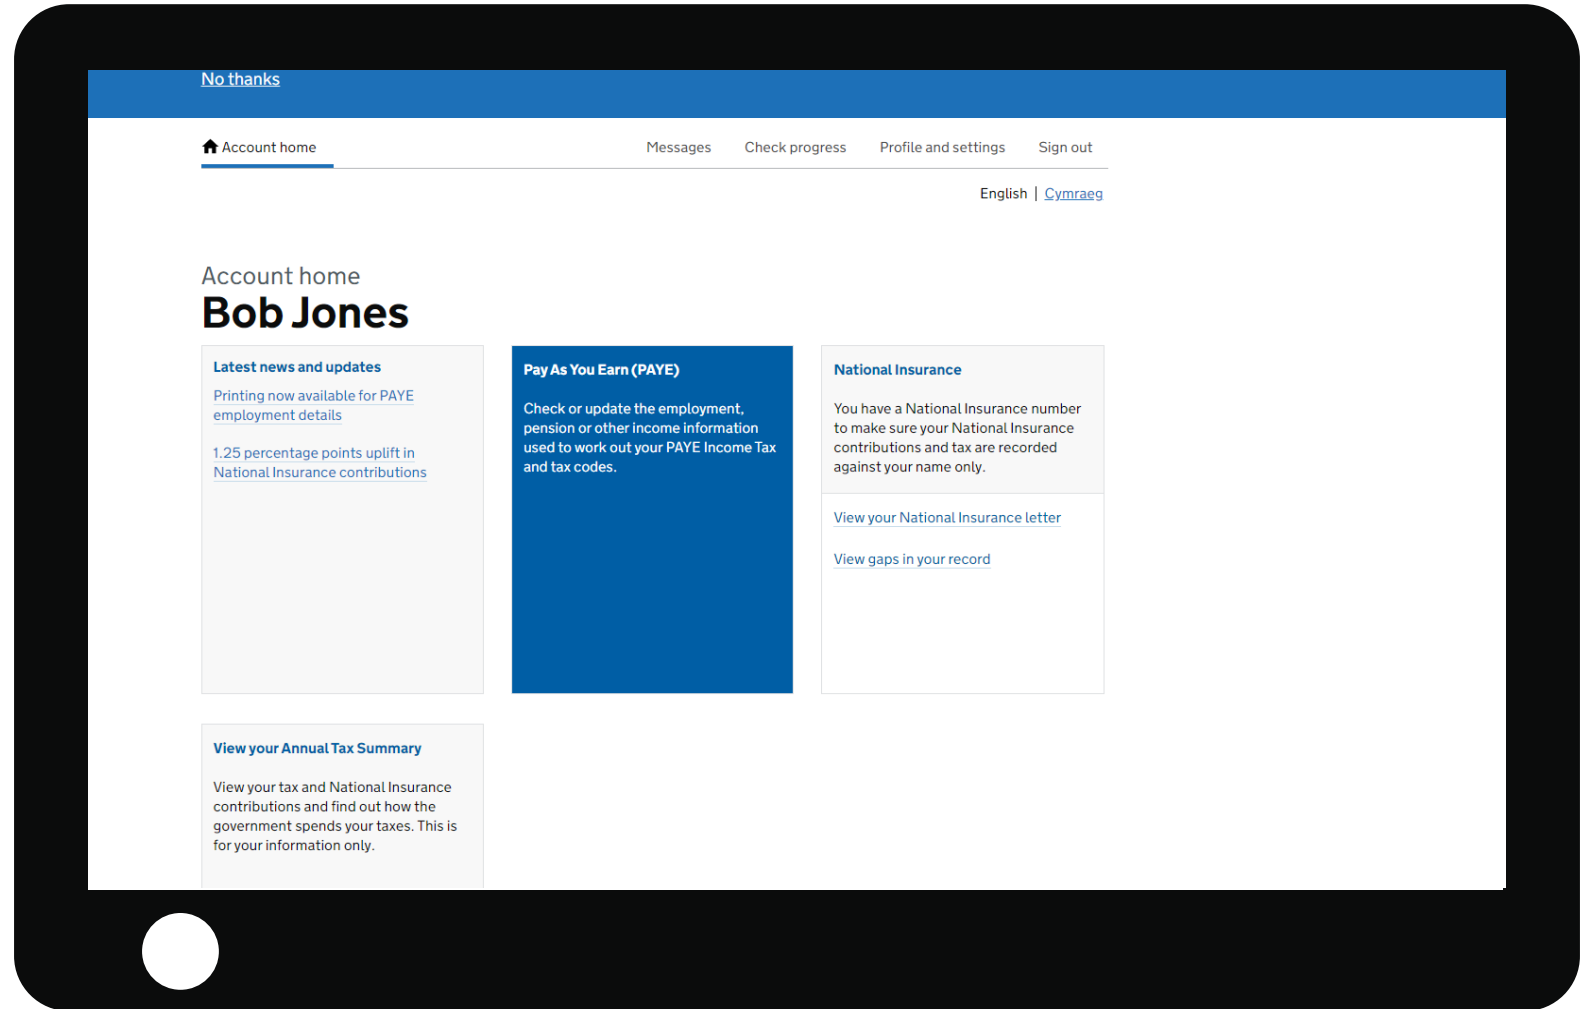 No thanks
Account home
Messages
Check progress
Profile and settings
Sign out
English | Cymraeg
Account home
Bob Jones
Latest news and updates
Printing now available for PAYE
employment details
1.25 percentage points uplift in
National Insurance contributions
Pay As You Earn (PAYE)
Check or update the employment,
pension or other income information
used to work out your PAYE Income Tax
and tax codes.
National Insurance
You have a National Insurance number
to make sure your National Insurance
contributions and tax are recorded
against your name only.
View your National Insurance letter
View gaps in your record
View your Annual Tax Summary
View your tax and National Insurance
contributions and find out how the
government spends your taxes. This is
for your information only.